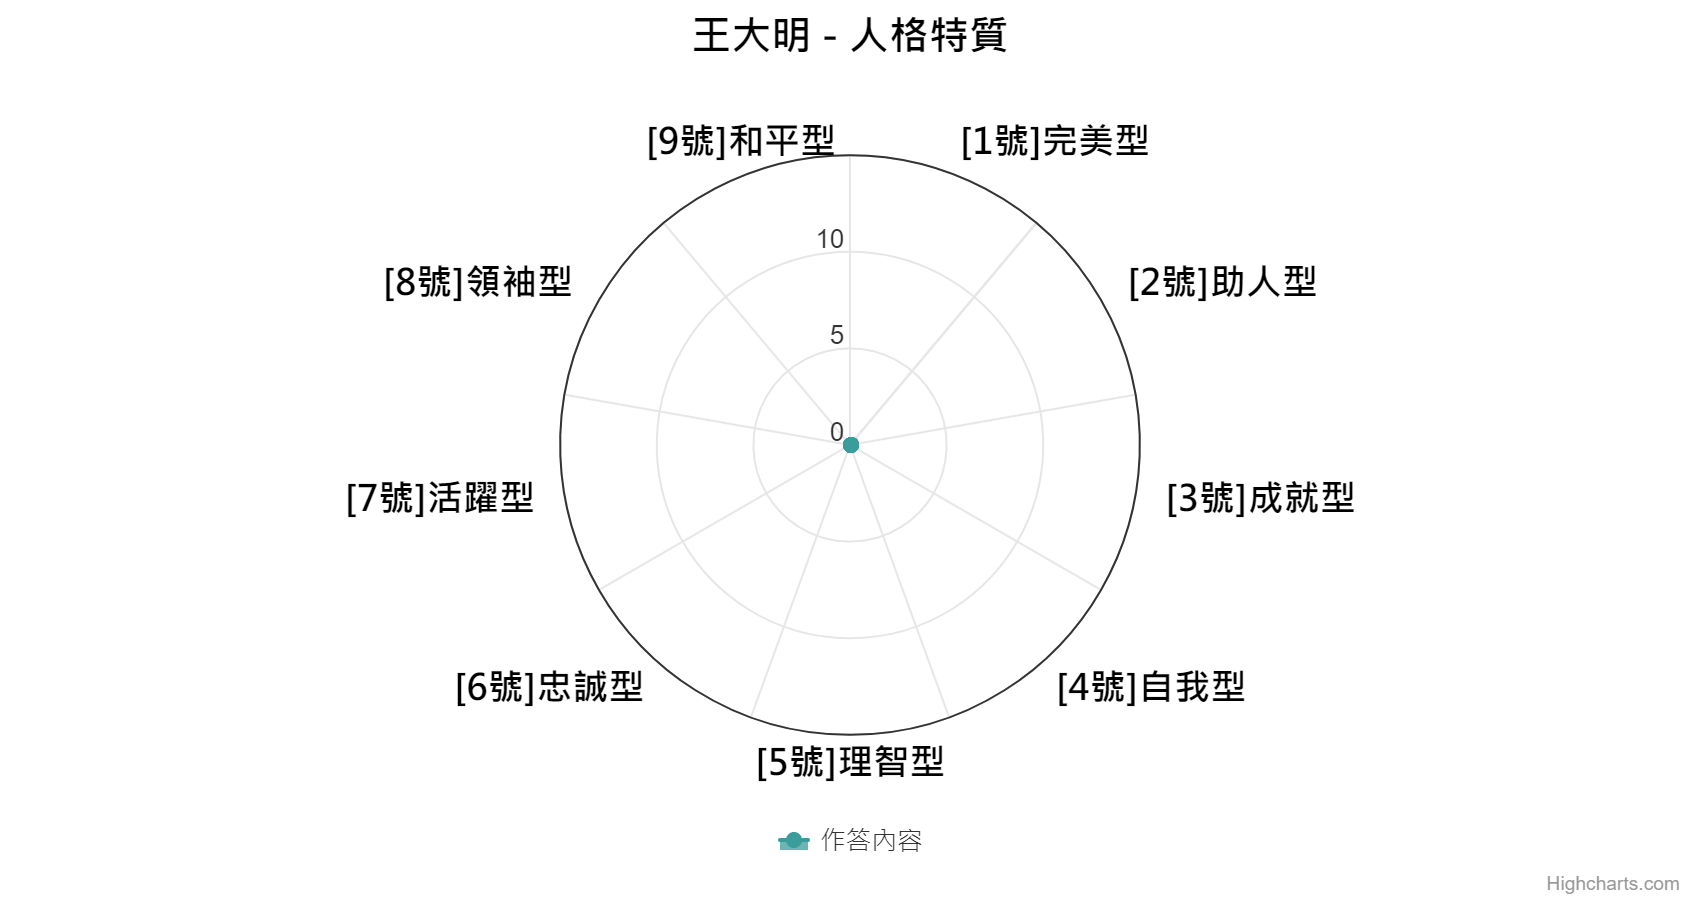 王大明 - 人格特質
[9號]和平型
[1號]完美型
10
[8號]領袖型
[2號]助人型
5
0
[7號]活躍型
[3號]成就型
[6號]忠誠型
[4號]自我型
[5號]理智型
作答內容
Highcharts.com